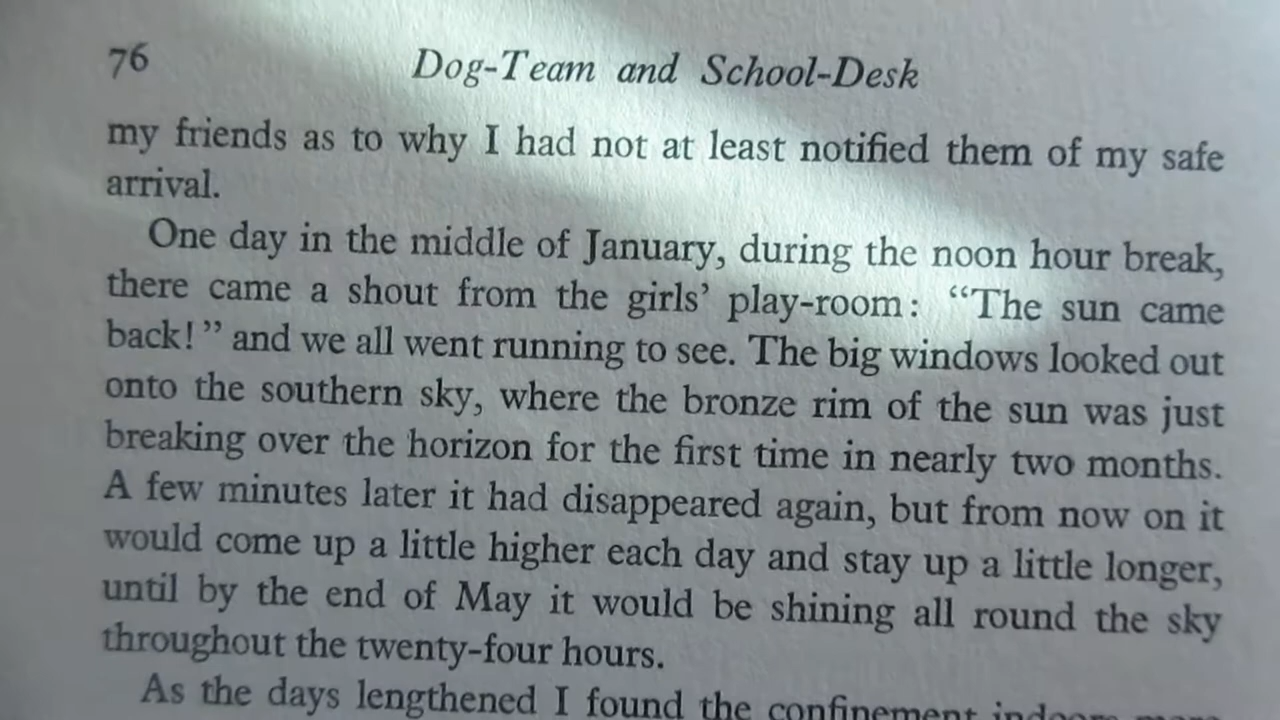 76 Dog-Team and School-Desk
my friends as to why I had not at least notified them of my safe
arrival.
One day in the middle of January, during the noon hour break,
there came a shout from the girls’ play-room: “The sun came
back!” and we all went running to see. The big windows looked out
onto the southern sky, where the bronze rim of the sun was just
breaking over the horizon for the first time in nearly two months.
A few minutes later it had disappeared again, but from now on it
would come up a little higher each day and stay up a little longer,
until by the end of May it would be shining all round the sky
throughout the twenty-four hours.
As the days lengthened I found the confinement indoors more